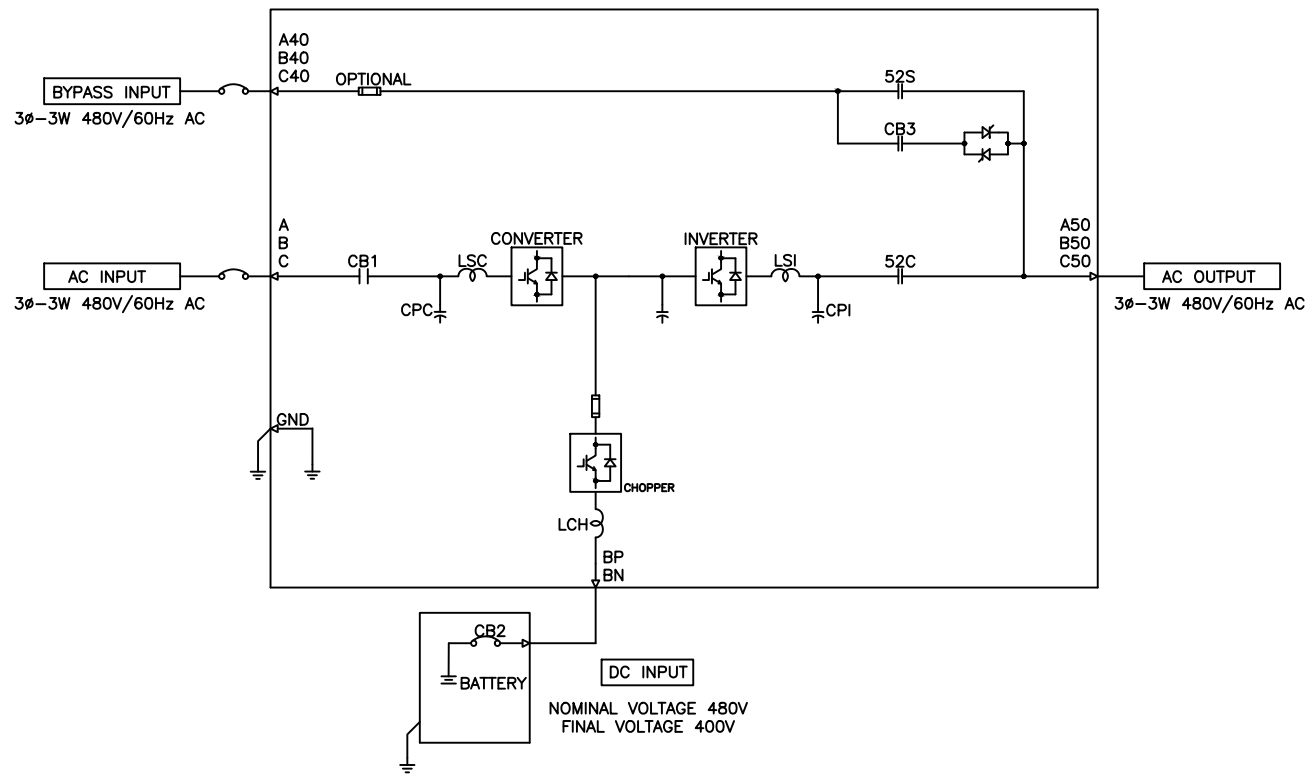 A40
B40
C40
OPTIONAL
52S
BYPASS INPUT
3ø-3W 480V/60Hz AC
CB3
A
B
C
CB1
LSC
CONVERTER
INVERTER
LSI
52C
A50
B50
C50
AC INPUT
3ø-3W 480V/60Hz AC
AC OUTPUT
3ø-3W 480V/60Hz AC
CPC
CPI
GND
CHOPPER
LCH
BP
BN
CB2
BATTERY
DC INPUT
NOMINAL VOLTAGE 480V
FINAL VOLTAGE 400V